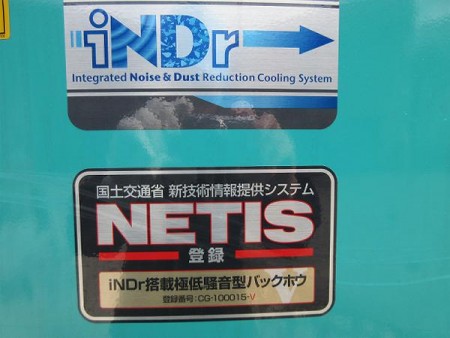 iNDr
Integrated Noise & Dust Reduction Cooling System
国土交通省 新技術情報提供システム
NETIS
登録
iNDr搭載極低騒音型バックホウ
登録番号:CG-100015-V